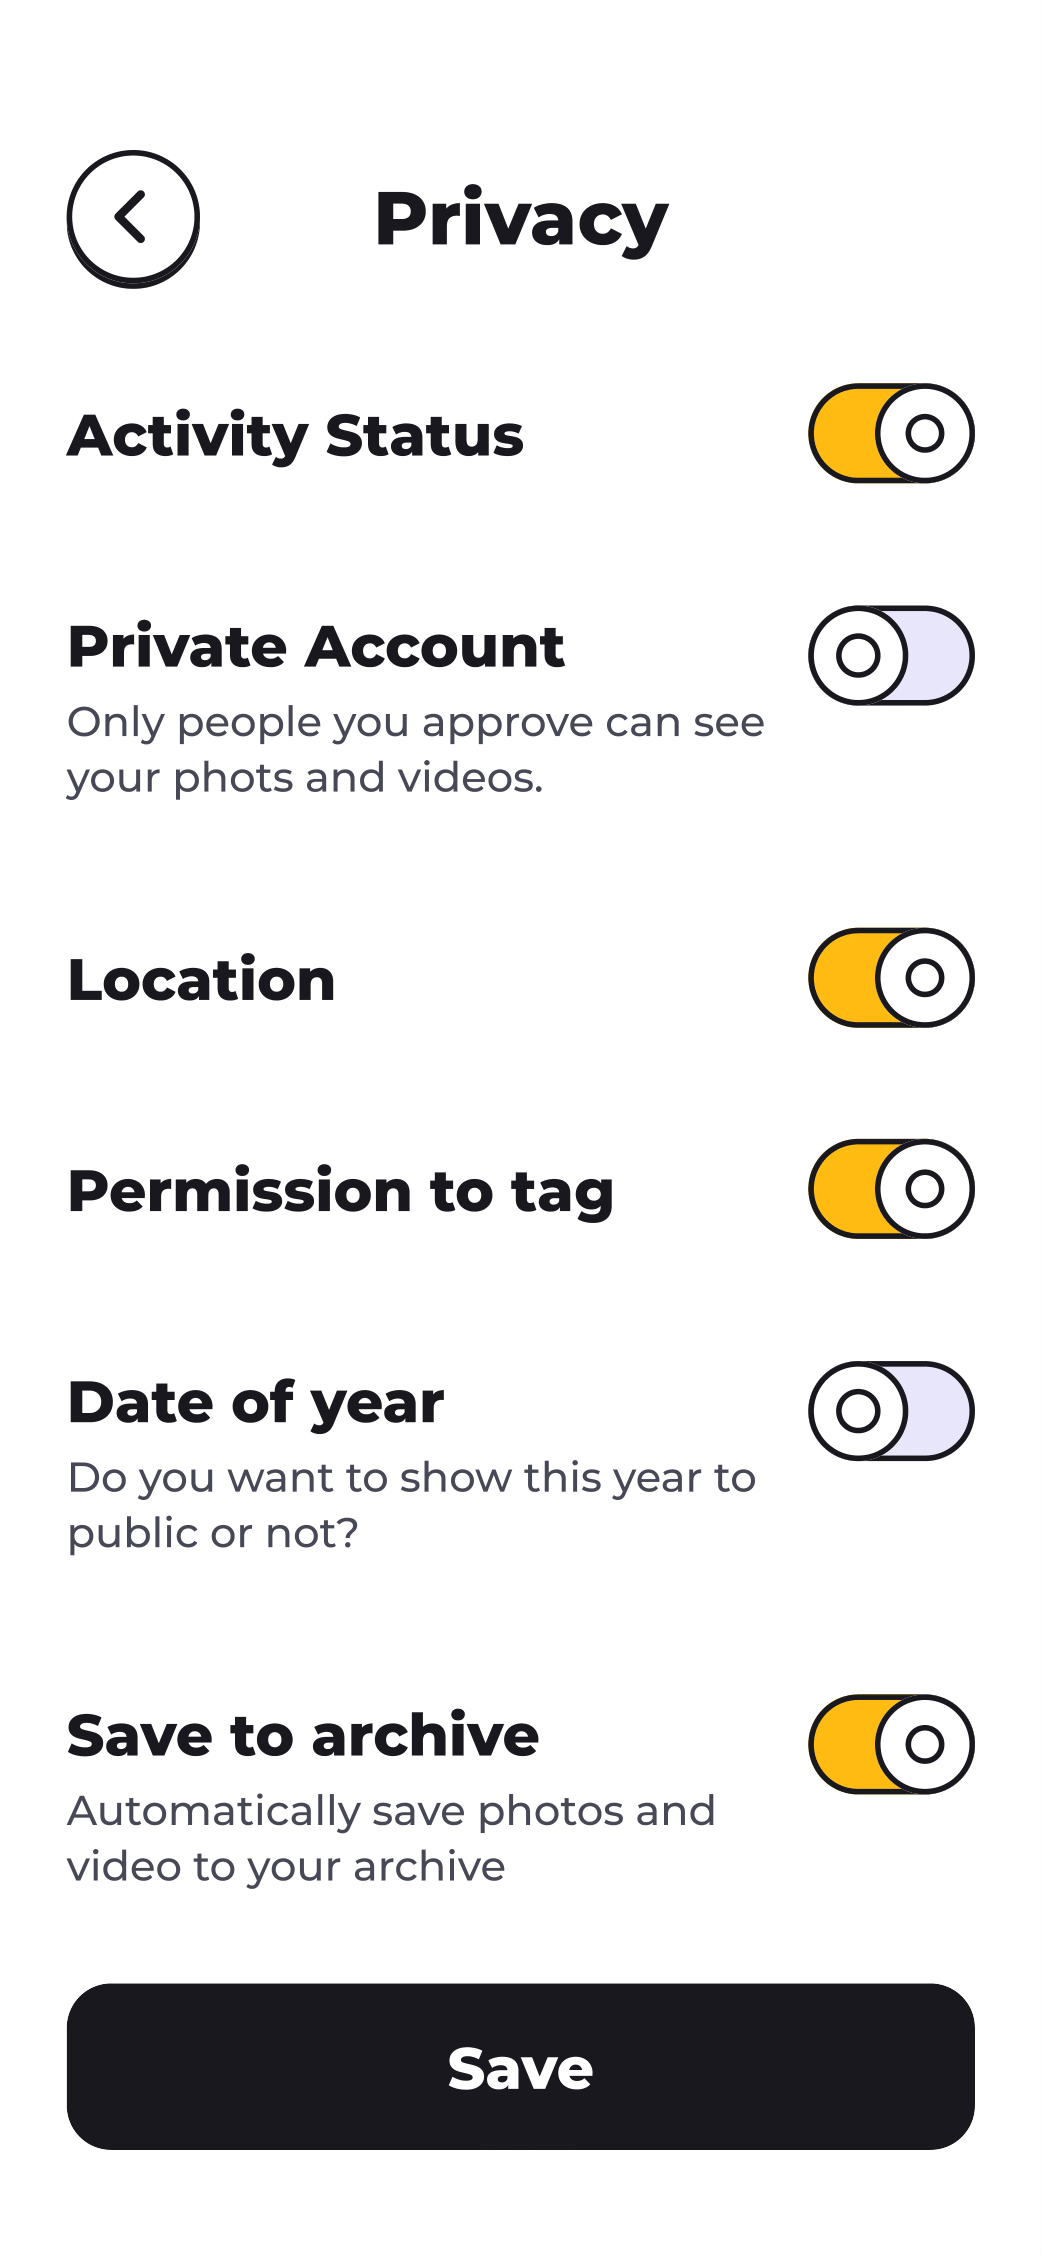 Privacy
Activity Status
Private Account
Only people you approve can see
your phots and videos.
Location
Permission to tag
Date of year
Do you want to show this year to
public or not?
Save to archive
Automatically save photos and
video to your archive
Save